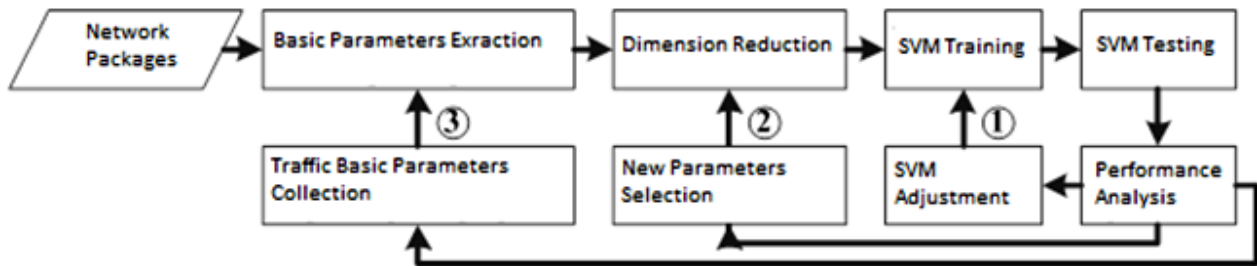 Network
Packages
Basic Parameters Exraction
Dimension Reduction
SVM Training
SVM Testing
③
②
①
Traffic Basic Parameters
Collection
New Parameters
Selection
SVM
Adjustment
Performance
Analysis